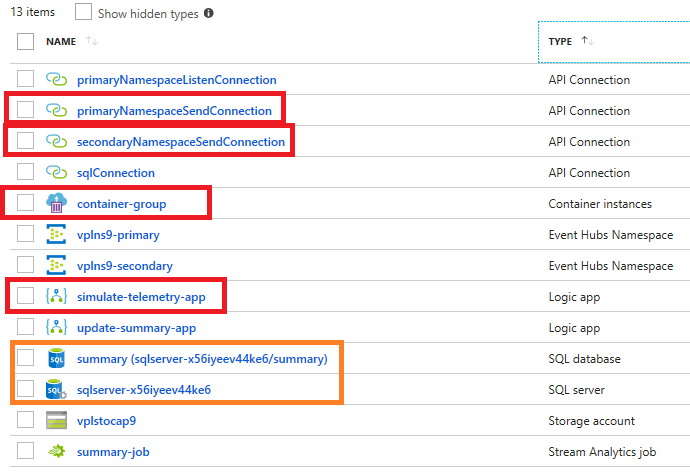 13 items Show hidden types
NAME TYPE
primaryNamespaceListenConnection API Connection
primaryNamespaceSendConnection API Connection
secondaryNamespaceSendConnection API Connection
sqlConnection API Connection
container-group Container instances
vplns9-primary Event Hubs Namespace
vplns9-secondary Event Hubs Namespace
simulate-telemetry-app Logic app
update-summary-app Logic app
SQL summary (sqlserver-x56iyeev44ke6/summary) SQL database
SQL sqlserver-x56iyeev44ke6 SQL server
vplstocap9 Storage account
summary-job Stream Analytics job